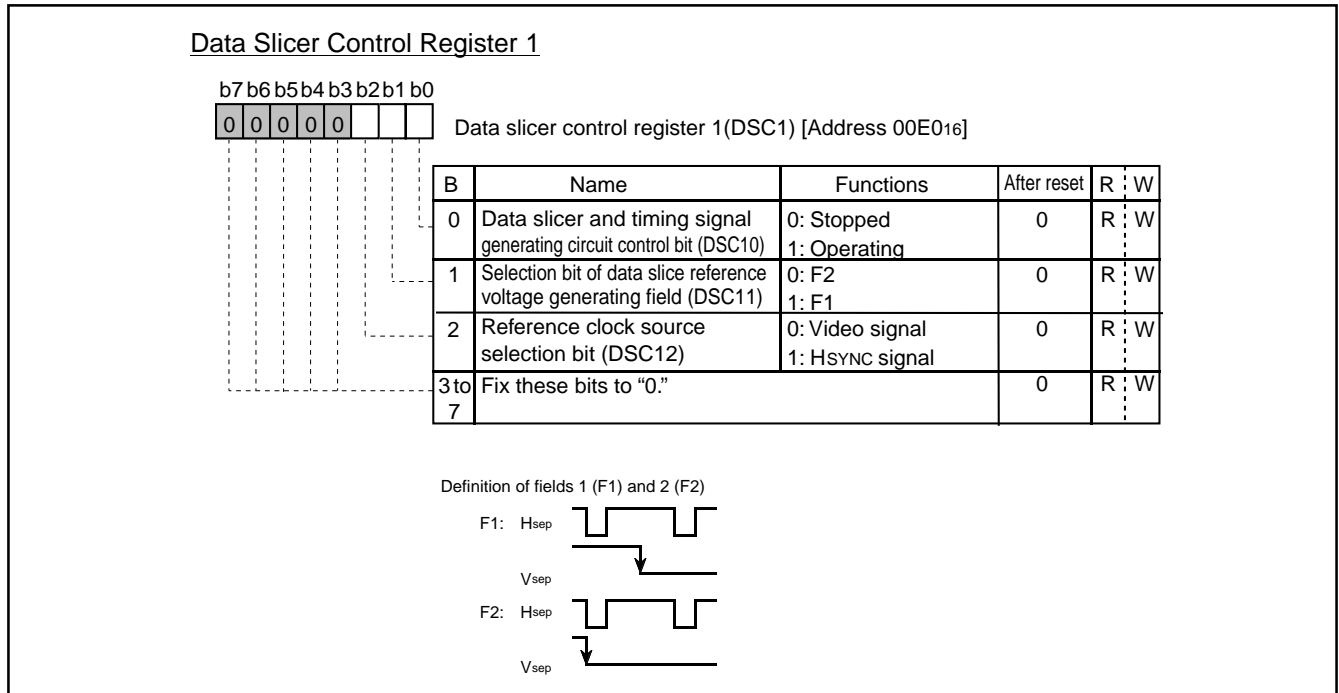 Data Slicer Control Register 1
b7 b6 b5 b4 b3 b2 b1 b0
0 0 0 0 0
Data slicer control register 1(DSC1) [Address 00E016]
B Name Functions After reset R W
0 Data slicer and timing signal 0: Stopped 0 R W
generating circuit control bit (DSC10) 1: Operating
1 Selection bit of data slice reference 0: F2 0 R W
voltage generating field (DSC11) 1: F1
2 Reference clock source 0: Video signal 0 R W
selection bit (DSC12) 1: HSYNC signal
3 to Fix these bits to “0.” 0 R W
7
Definition of fields 1 (F1) and 2 (F2)
F1: Hsep
Vsep
F2: Hsep
Vsep